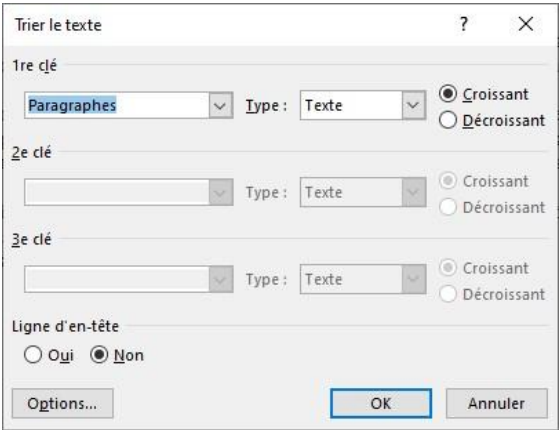 Trier le texte ? ×
1re clé
Paragraphes Type : Texte Croissant
Décroissant
2e clé
Type : Texte Croissant
Décroissant
3e clé
Type : Texte Croissant
Décroissant
Ligne d'en-tête
Oui Non
Options... OK Annuler